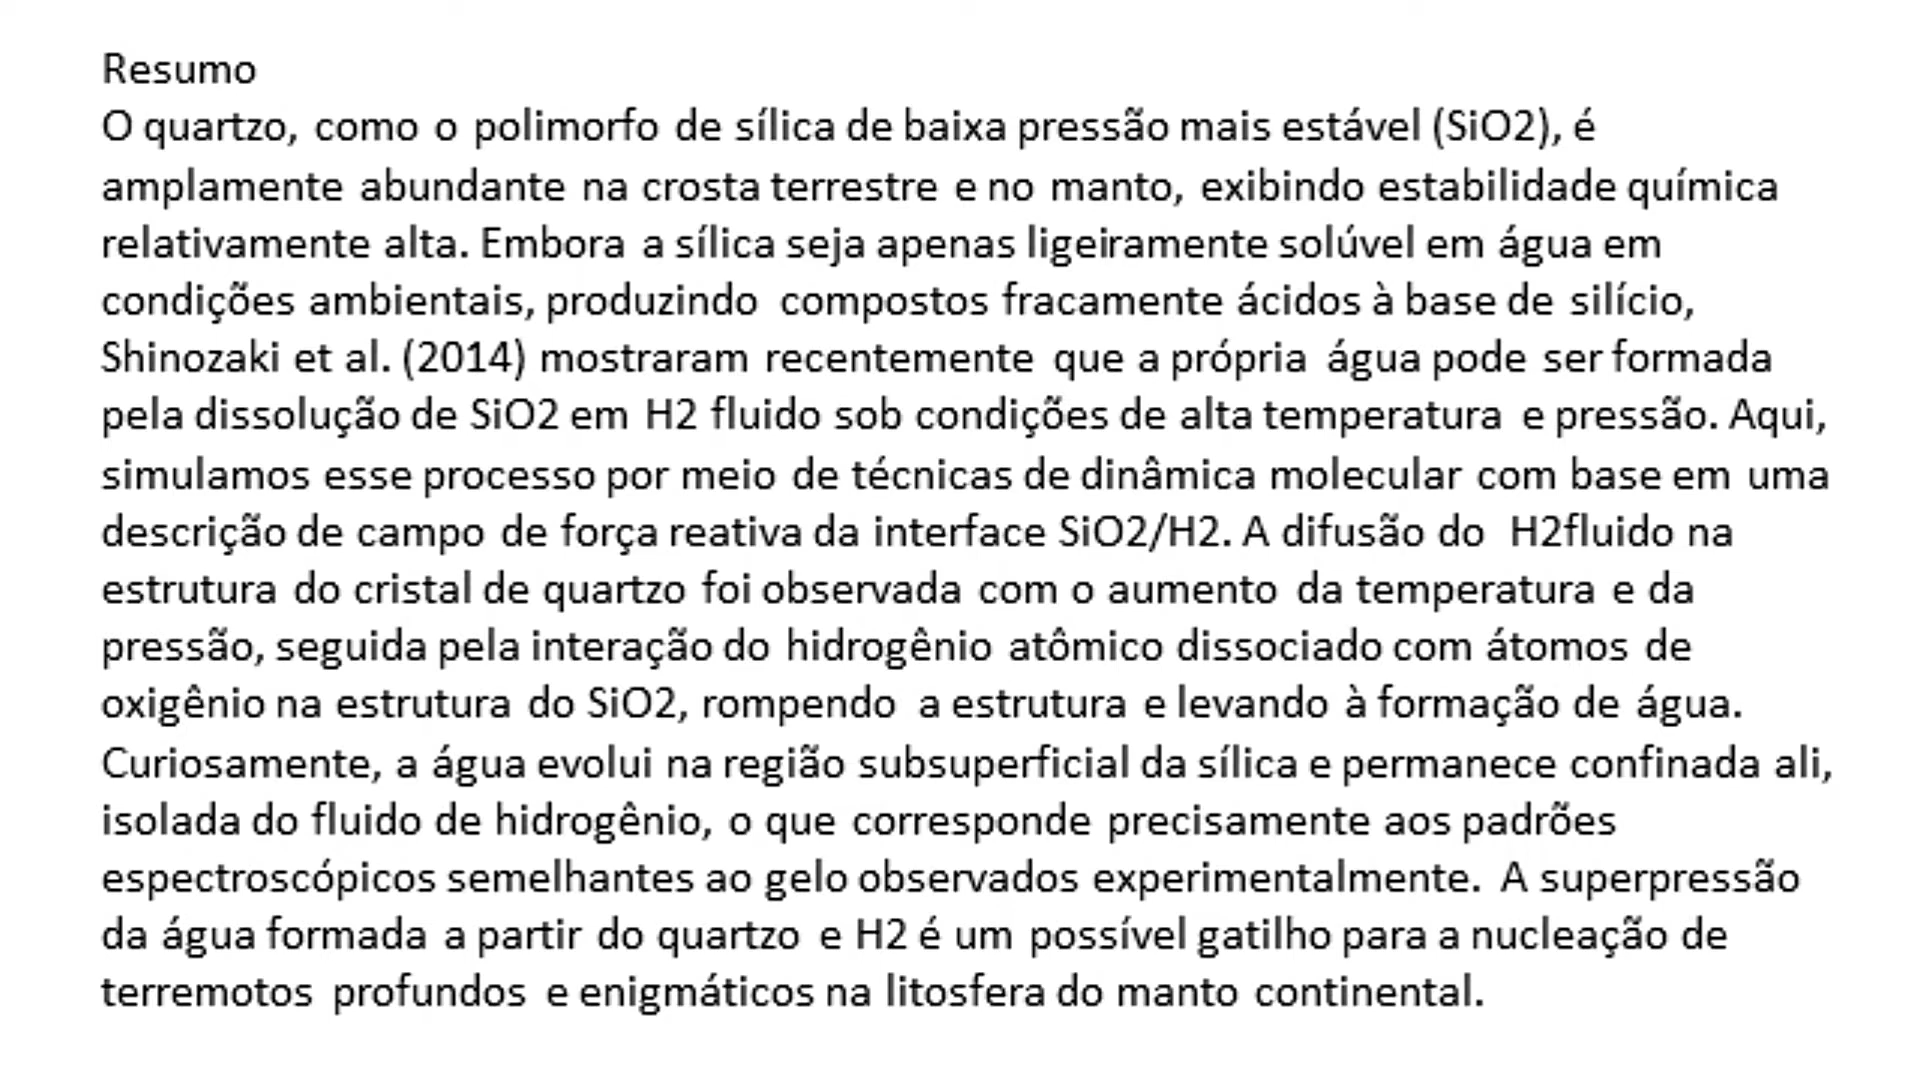 Resumo
O quartzo, como o polimorfo de sílica de baixa pressão mais estável (SiO2), é
amplamente abundante na crosta terrestre e no manto, exibindo estabilidade química
relativamente alta. Embora a sílica seja apenas ligeiramente solúvel em água em
condições ambientais, produzindo compostos fracamente ácidos à base de silício,
Shinozaki et al. (2014) mostraram recentemente que a própria água pode ser formada
pela dissolução de SiO2 em H2 fluido sob condições de alta temperatura e pressão. Aqui,
simulamos esse processo por meio de técnicas de dinâmica molecular com base em uma
descrição de campo de força reativa da interface SiO2/H2. A difusão do H2fluido na
estrutura do cristal de quartzo foi observada com o aumento da temperatura e da
pressão, seguida pela interação do hidrogênio atômico dissociado com átomos de
oxigênio na estrutura do SiO2, rompendo a estrutura e levando à formação de água.
Curiosamente, a água evolui na região subsuperficial da sílica e permanece confinada ali,
isolada do fluido de hidrogênio, o que corresponde precisamente aos padrões
espectroscópicos semelhantes ao gelo observados experimentalmente. A superpressão
da água formada a partir do quartzo e H2 é um possível gatilho para a nucleação de
terremotos profundos e enigmáticos na litosfera do manto continental.